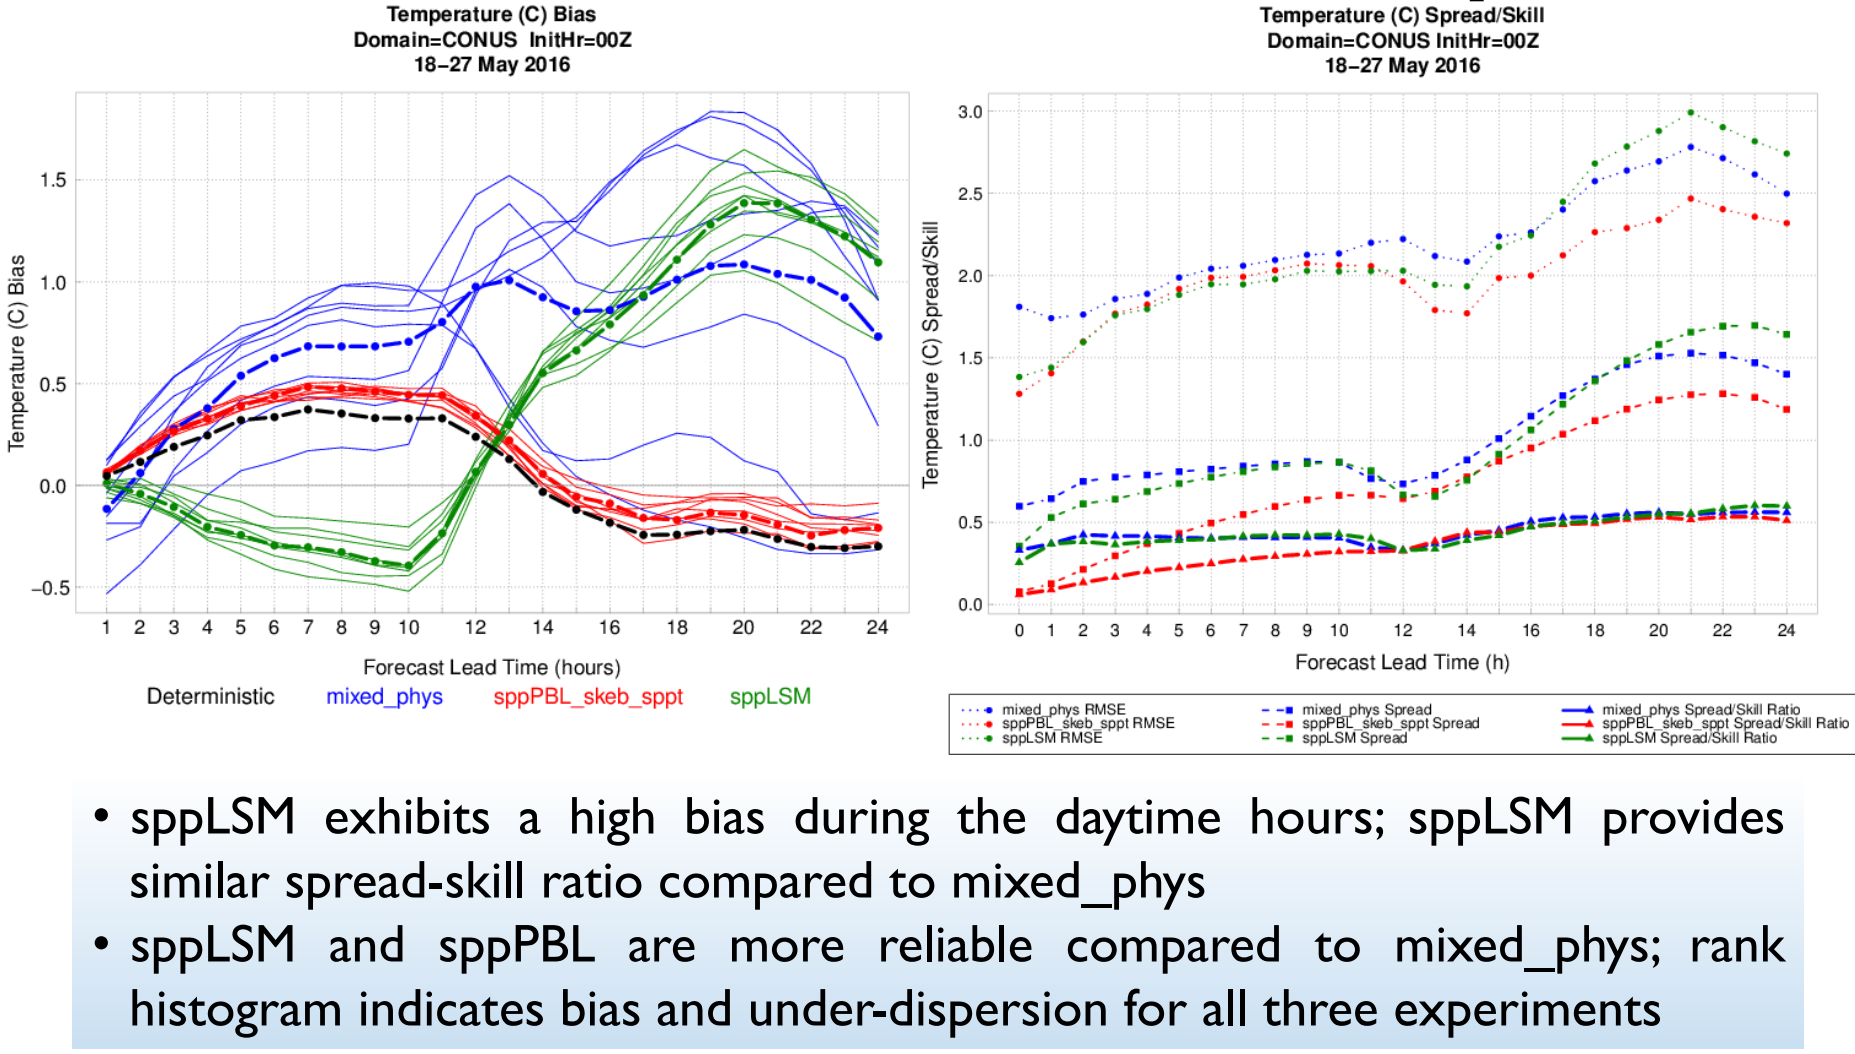 Temperature (C) Bias
Domain=CONUS InitHr=00Z
18−27 May 2016
Temperature (C) Bias
1.5
1.0
0.5
0.0
−0.5
1 2 3 4 5 6 7 8 9 10 12 14 16 18 20 22 24
Forecast Lead Time (hours)
Deterministic mixed_phys sppPBL_skeb_sppt sppLSM
Temperature (C) Spread/Skill
Domain=CONUS InitHr=00Z
18−27 May 2016
Temperature (C) Spread/Skill
3.0
2.5
2.0
1.5
1.0
0.5
0.0
0 1 2 3 4 5 6 7 8 9 10 12 14 16 18 20 22 24
Forecast Lead Time (h)
mixed_phys RMSE mixed_phys Spread mixed_phys Spread/Skill Ratio
sppPBL_skeb_sppt RMSE sppPBL_skeb_sppt Spread sppPBL_skeb_sppt Spread/Skill Ratio
sppLSM RMSE sppLSM Spread sppLSM Spread/Skill Ratio
• sppLSM exhibits a high bias during the daytime hours; sppLSM provides
similar spread-skill ratio compared to mixed_phys
• sppLSM and sppPBL are more reliable compared to mixed_phys; rank
histogram indicates bias and under-dispersion for all three experiments